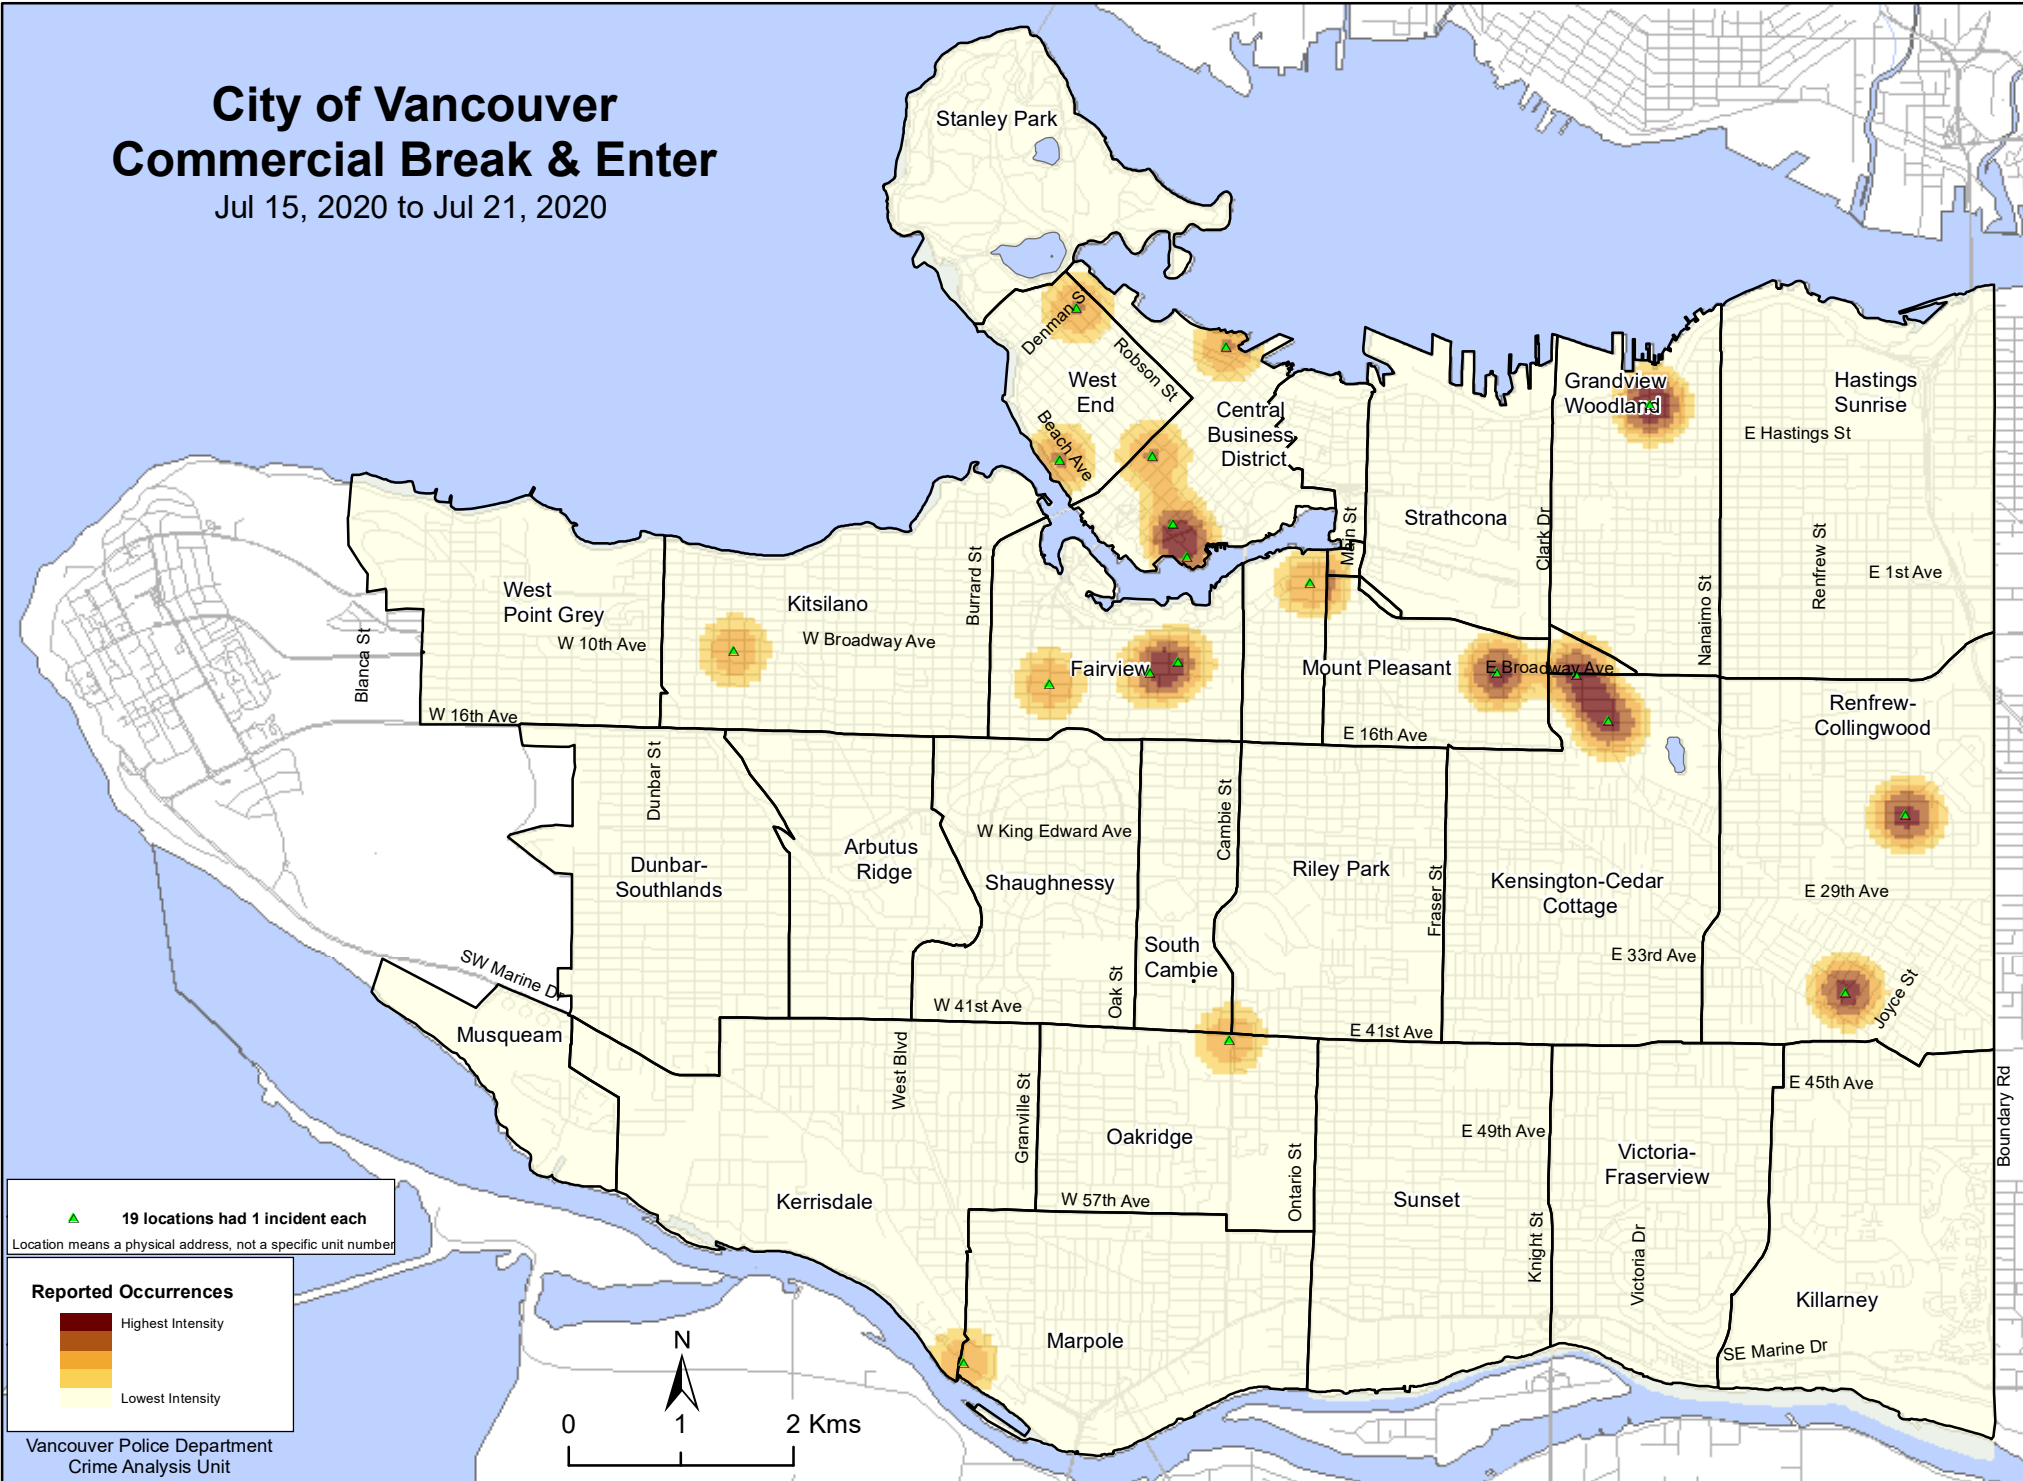 City of Vancouver
Commercial Break & Enter
Jul 15, 2020 to Jul 21, 2020
Stanley Park
Denman S
Robson St
West
End
Beach Ave
Central
Business
District
Grandview
Woodland
Hastings
Sunrise
E Hastings St
Strathcona
Main St
Clark Dr
Nanaimo St
Renfrew St
E 1st Ave
West
Point Grey
Kitsilano
Burrard St
W 10th Ave
W Broadway Ave
Blanca St
Fairview
Mount Pleasant
E Broadway Ave
W 16th Ave
E 16th Ave
Renfrew-
Collingwood
Dunbar St
Cambie St
W King Edward Ave
Arbutus
Ridge
Dunbar-
Southlands
Shaughnessy
Riley Park
Fraser St
Kensington-Cedar
Cottage
E 29th Ave
South
Cambie
E 33rd Ave
SW Marine Dr
Oak St
W 41st Ave
E 41st Ave
Joyce St
Musqueam
West Blvd
Granville St
E 45th Ave
Boundary Rd
Oakridge
E 49th Ave
Ontario St
Victoria-
Fraserview
Kerrisdale
W 57th Ave
Sunset
Knight St
Victoria Dr
Killarney
Marpole
SE Marine Dr
19 locations had 1 incident each
Location means a physical address, not a specific unit number
Reported Occurrences
Highest Intensity
Lowest Intensity
N
0 1 2 Kms
Vancouver Police Department
Crime Analysis Unit